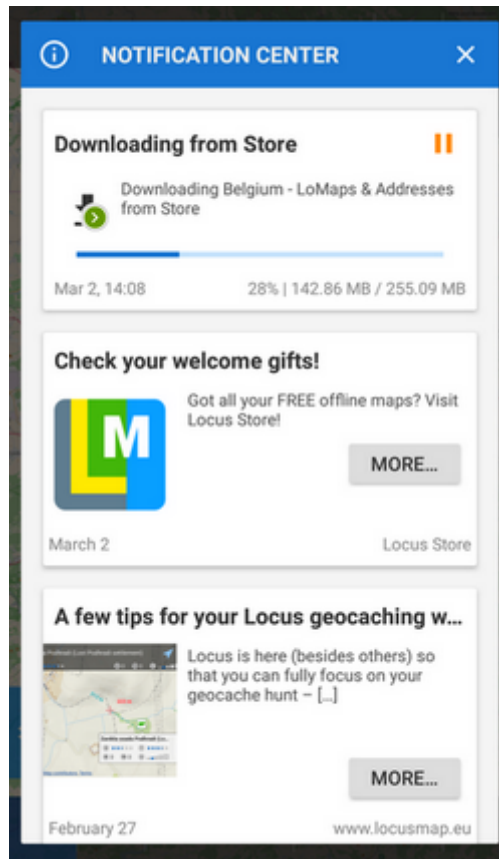 NOTIFICATION CENTER
Downloading from Store
Downloading Belgium - LoMaps & Addresses
from Store
Mar 2, 14:08
28% | 142.86 MB / 255.09 MB
Check your welcome gifts!
LM
Got all your FREE offline maps? Visit
Locus Store!
MORE...
March 2
Locus Store
A few tips for your Locus geocaching w...
Locus is here (besides others) so
that you can fully focus on your
geocache hunt – [...]
MORE...
February 27
www.locusmap.eu